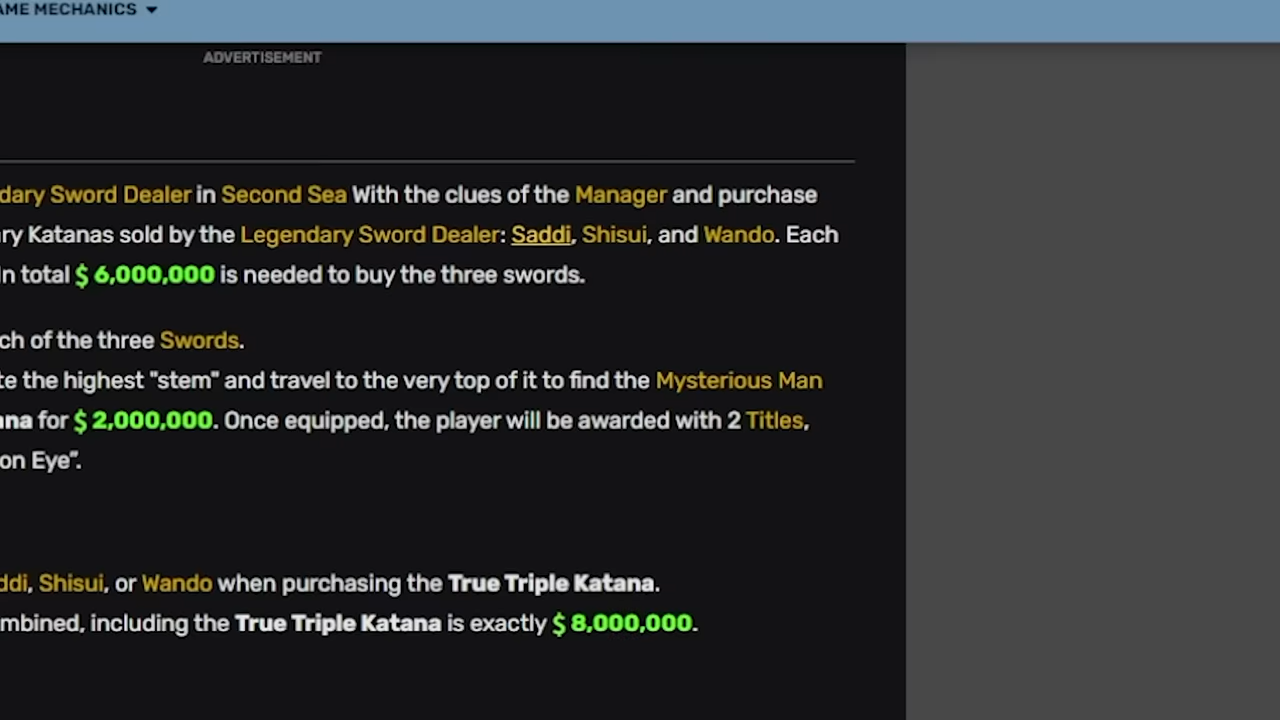 AME MECHANICS
ADVERTISEMENT
dary Sword Dealer in Second Sea With the clues of the Manager and purchase
ry Katanas sold by the Legendary Sword Dealer: Saddi, Shisui, and Wando. Each
In total $ 6,000,000 is needed to buy the three swords.
ch of the three Swords.
te the highest "stem" and travel to the very top of it to find the Mysterious Man
ana for $ 2,000,000. Once equipped, the player will be awarded with 2 Titles,
on Eye”.
ddi, Shisui, or Wando when purchasing the True Triple Katana.
mbined, including the True Triple Katana is exactly $ 8,000,000.